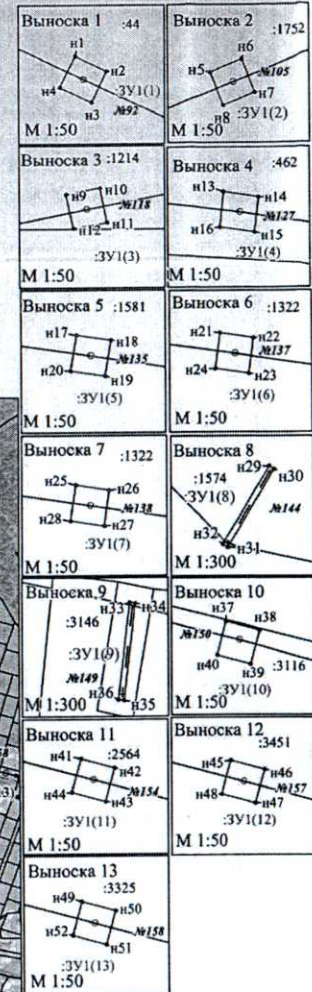 Выноска 1 :44
н1
н2
н4
:ЗУ1(1)
н3
№92
М 1:50
Выноска 2 :1752
н6
н5
№105
н7
н8
:ЗУ1(2)
М 1:50
Выноска 3 :1214
н9
н10
№118
н12
н11
:ЗУ1(3)
М 1:50
Выноска 4 :462
н13
н14
№127
н16
н15
:ЗУ1(4)
М 1:50
Выноска 5 :1581
н17
н18
№135
н20
н19
:ЗУ1(5)
М 1:50
Выноска 6 :1322
н21
н22
№137
н24
н23
:ЗУ1(6)
М 1:50
Выноска 7 :1322
н25
н26
№138
н28
н27
:ЗУ1(7)
М 1:50
Выноска 8
н29
н30
:1574
:ЗУ1(8)
№144
н32
н31
М 1:300
Выноска 9
н33
н34
:3146
:ЗУ1(9)
№149
н36
н35
М 1:300
Выноска 10
н37
н38
№150
н40
н39
:3116
:ЗУ1(10)
М 1:50
Выноска 11
н41
:2564
н42
№154
н44
н43
:ЗУ1(11)
М 1:50
Выноска 12
:3451
н45
н46
№157
н48
н47
:ЗУ1(12)
М 1:50
Выноска 13
:3325
н49
н50
№158
н52
н51
:ЗУ1(13)
М 1:50